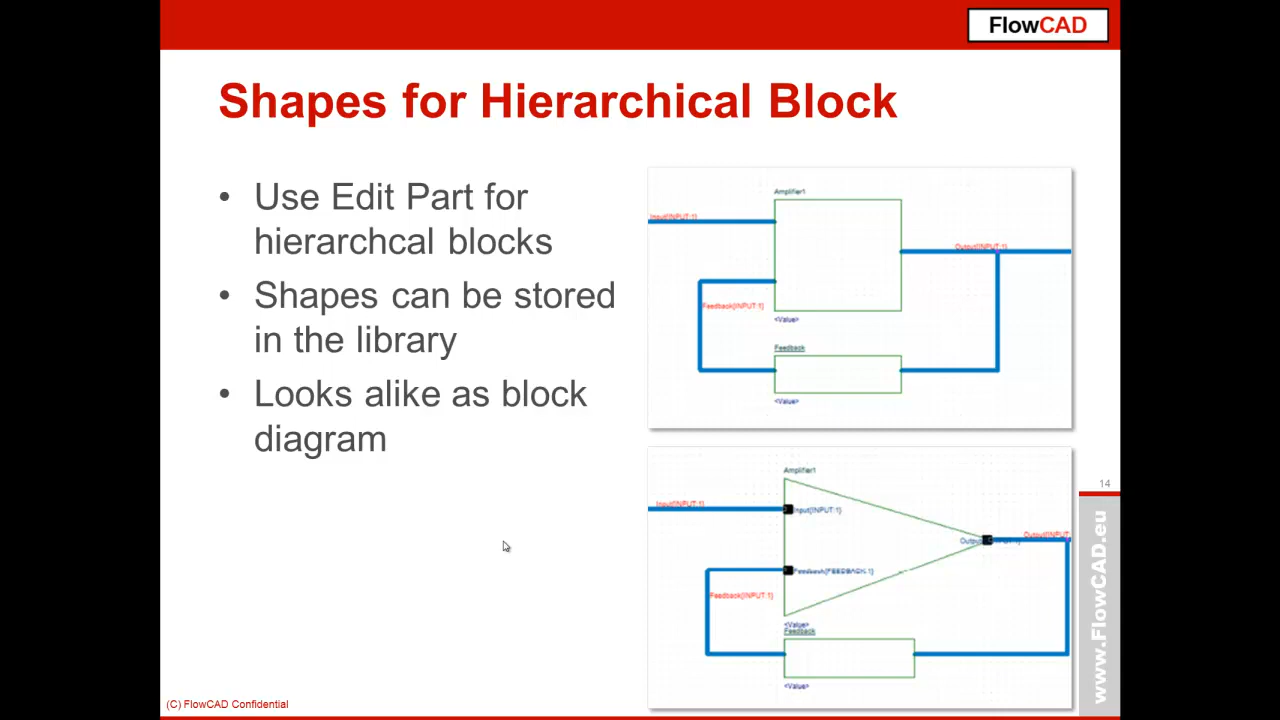 FlowCAD
Shapes for Hierarchical Block
• Use Edit Part for
hierarchcal blocks
• Shapes can be stored
in the library
• Looks alike as block
diagram
Amplifier1
Input[INPUT:1]
Output[INPUT:1]
Feedback[INPUT:1]
<Value>
Feedback
<Value>
Amplifier1
Input[INPUT:1]
Input[INPUT:1]
Output[INPUT:
Feedback[FEEDBACK:1]
Feedback[INPUT:1]
<Value>
Feedback
<Value>
14
www.FlowCAD.eu
(C) FlowCAD Confidential